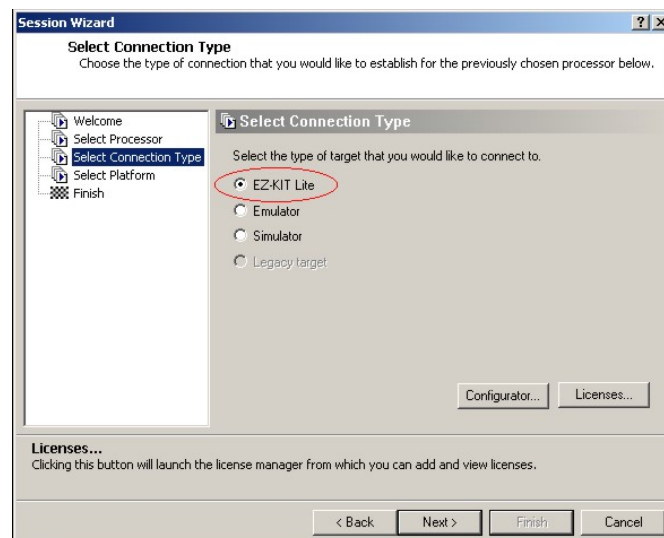 Session Wizard
Select Connection Type
Choose the type of connection that you would like to establish for the previously chosen processor below.
Welcome
Select Processor
Select Connection Type
Select Platform
Finish
Select Connection Type
Select the type of target that you would like to connect to.
EZ-KIT Lite
Emulator
Simulator
Legacy target
Configurator...
Licenses...
Licenses...
Clicking this button will launch the license manager from which you can add and view licenses.
< Back
Next >
Finish
Cancel